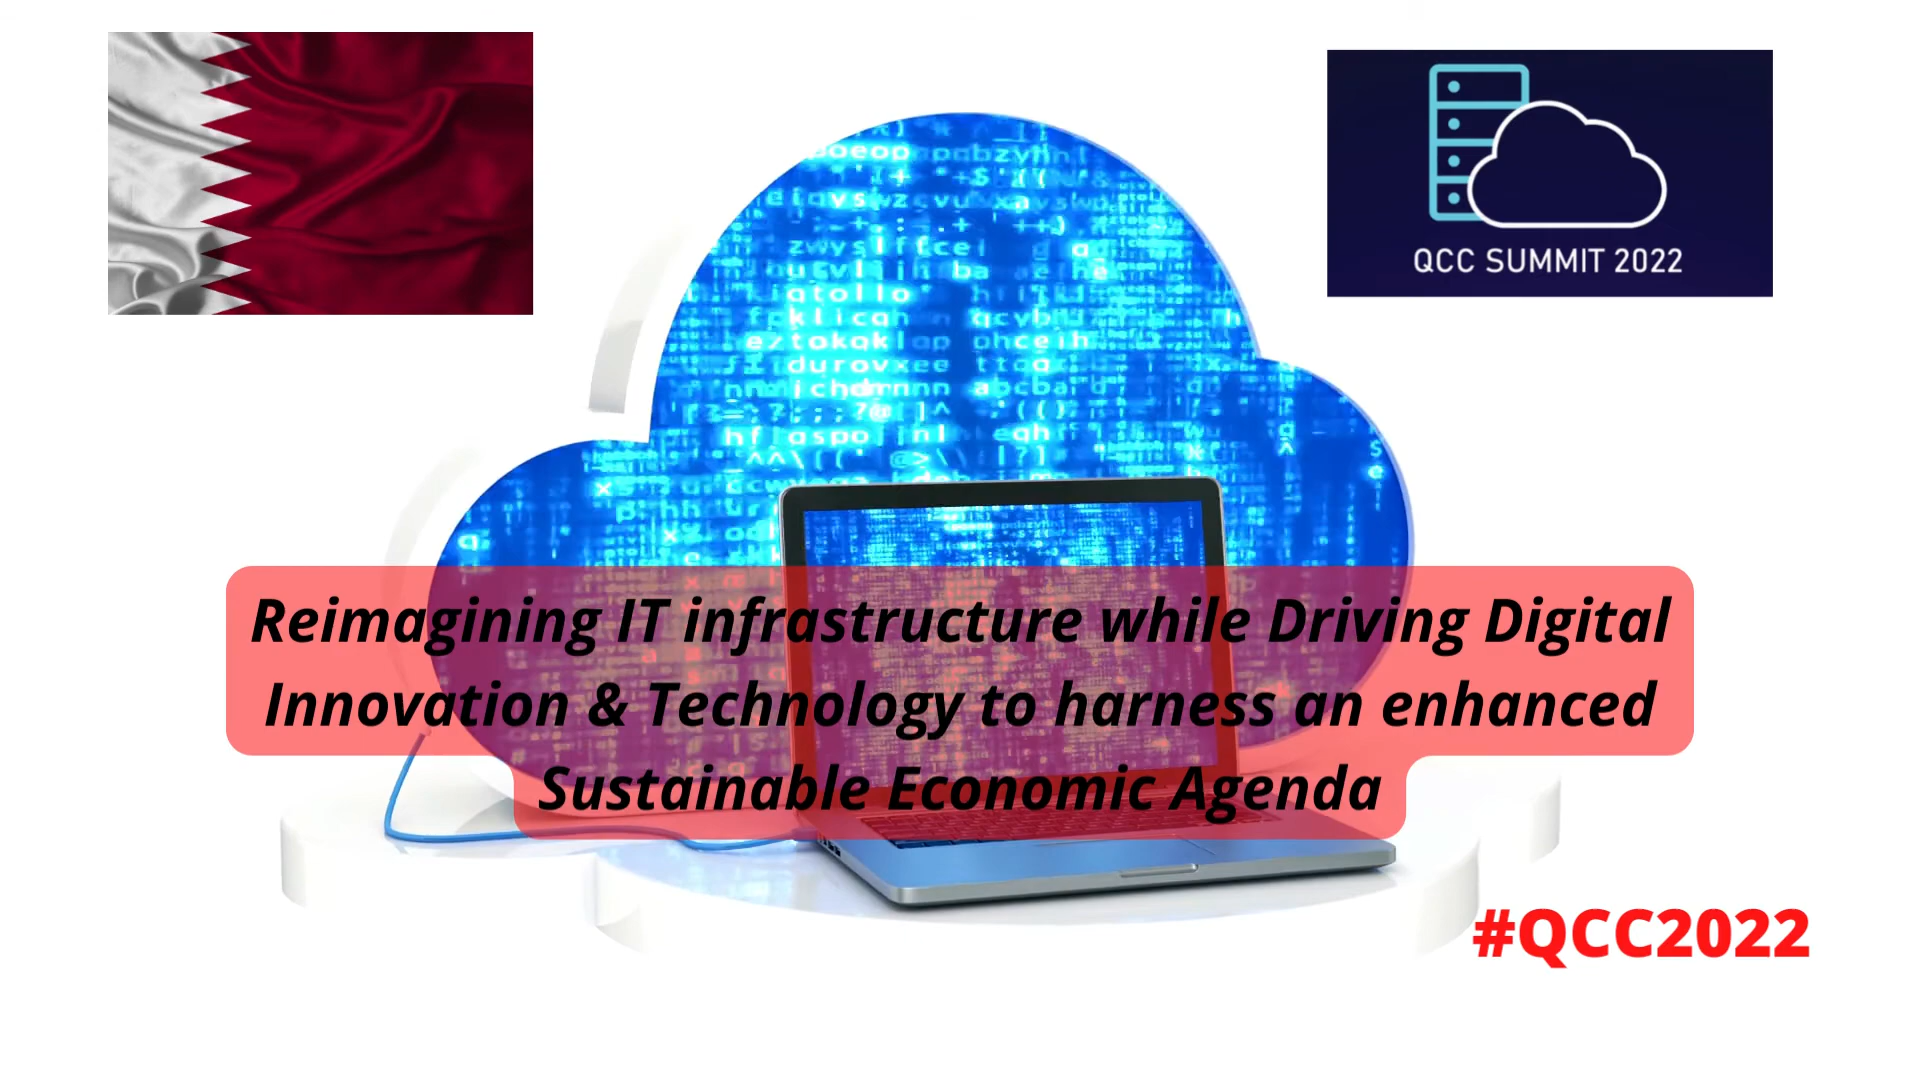 QCC SUMMIT 2022
Reimagining IT infrastructure while Driving Digital
Innovation & Technology to harness an enhanced
Sustainable Economic Agenda
#QCC2022